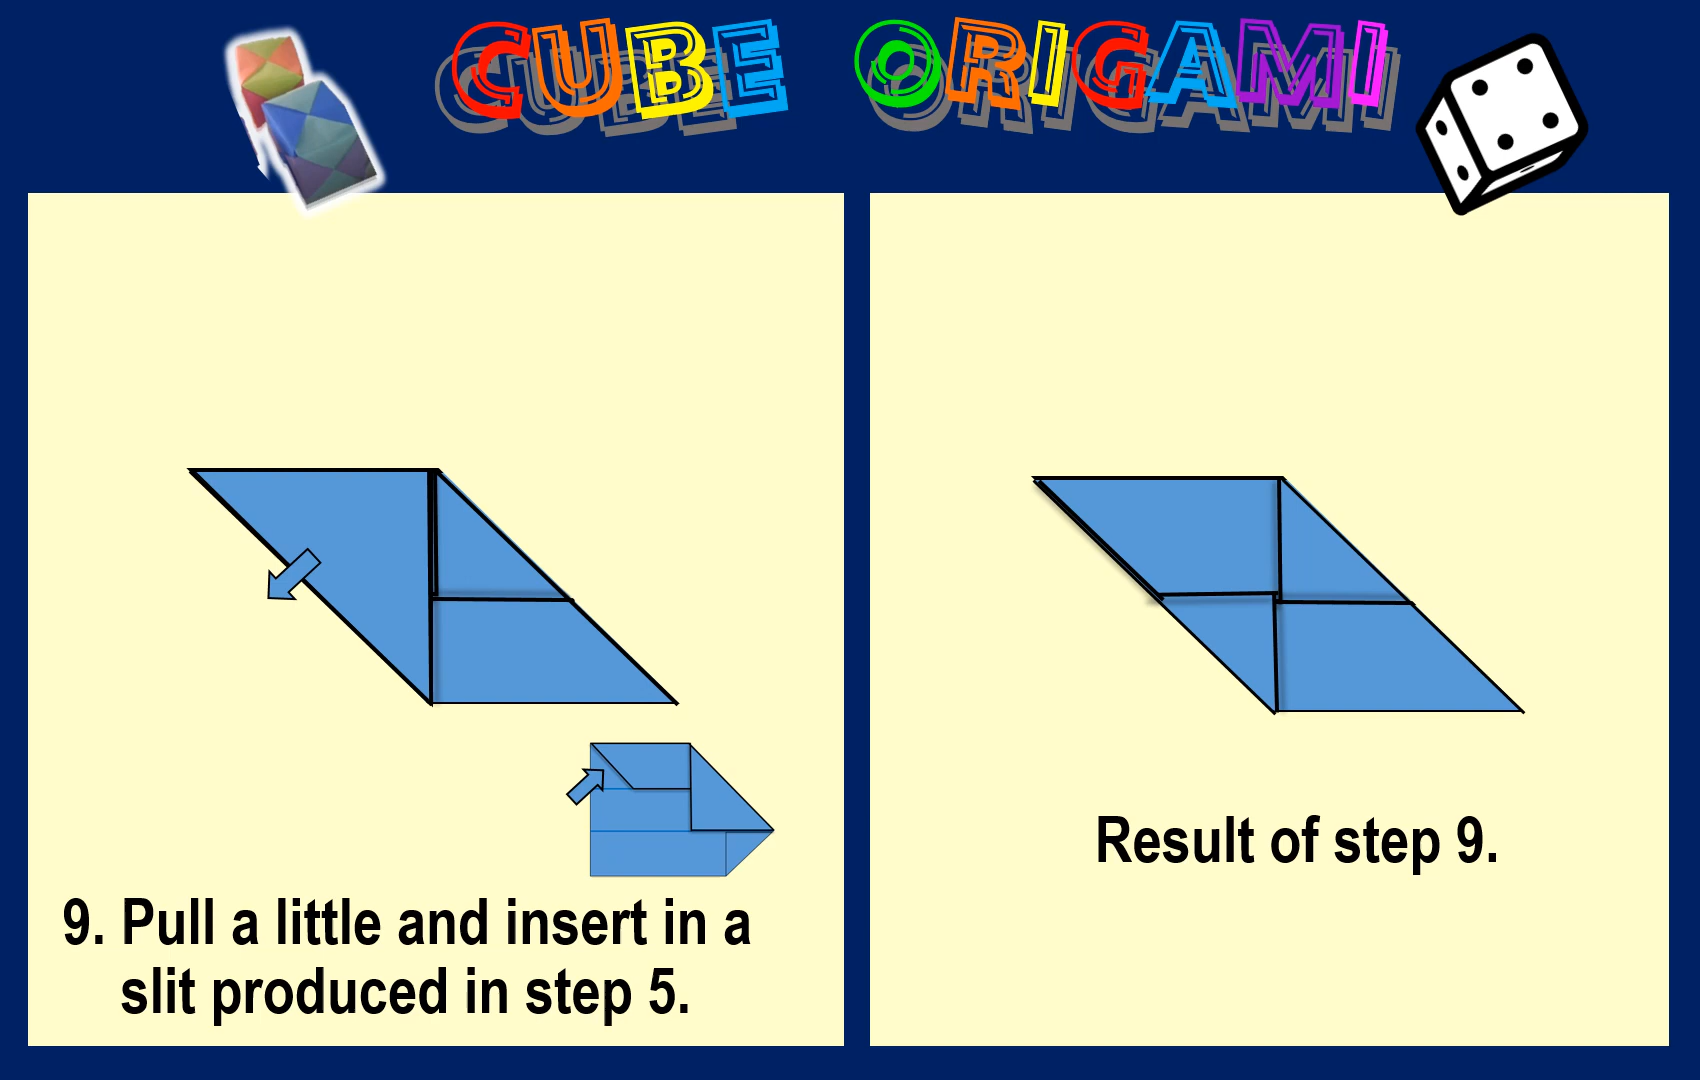 CUBE ORIGAMI
9. Pull a little and insert in a
slit produced in step 5.
Result of step 9.